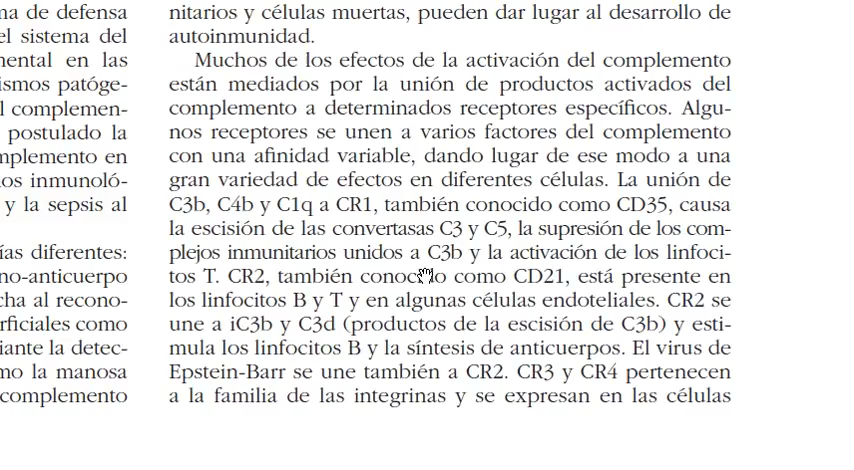 ma de defensa
el sistema del
mental en las
ismos patóge-
l complemen-
postulado la
mplemento en
os inmunoló-
y la sepsis al
ías diferentes:
no-anticuerpo
cha al recono-
rficiales como
iante la detec-
mo la manosa
complemento
nitarios y células muertas, pueden dar lugar al desarrollo de
autoinmunidad.
Muchos de los efectos de la activación del complemento
están mediados por la unión de productos activados del
complemento a determinados receptores específicos. Algu-
nos receptores se unen a varios factores del complemento
con una afinidad variable, dando lugar de ese modo a una
gran variedad de efectos en diferentes células. La unión de
C3b, C4b y C1q a CR1, también conocido como CD35, causa
la escisión de las convertasas C3 y C5, la supresión de los com-
plejos inmunitarios unidos a C3b y la activación de los linfoci-
tos T. CR2, también conocido como CD21, está presente en
los linfocitos B y T y en algunas células endoteliales. CR2 se
une a iC3b y C3d (productos de la escisión de C3b) y esti-
mula los linfocitos B y la síntesis de anticuerpos. El virus de
Epstein-Barr se une también a CR2. CR3 y CR4 pertenecen
a la familia de las integrinas y se expresan en las células